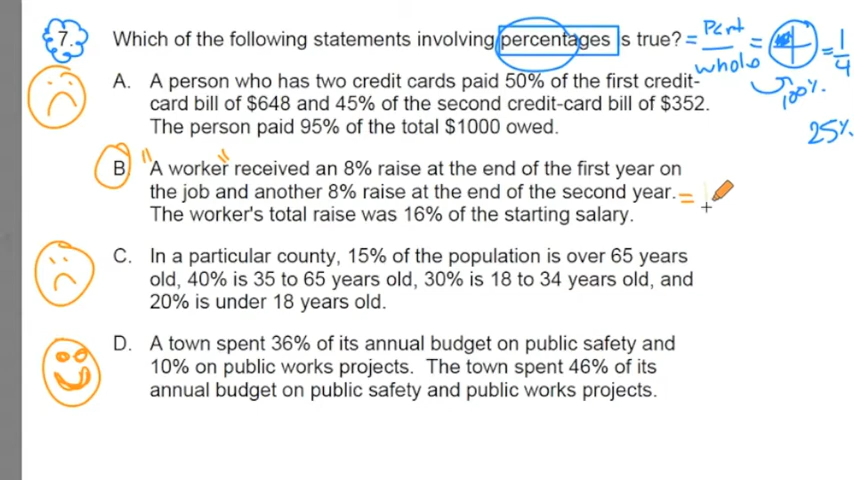 7. Which of the following statements involving percentages is true? = Part/whole = = 1/4
100%.
25%.
A. A person who has two credit cards paid 50% of the first credit-
card bill of $648 and 45% of the second credit-card bill of $352.
The person paid 95% of the total $1000 owed.
B. "A worker" received an 8% raise at the end of the first year on
the job and another 8% raise at the end of the second year. =
The worker's total raise was 16% of the starting salary.
C. In a particular county, 15% of the population is over 65 years
old, 40% is 35 to 65 years old, 30% is 18 to 34 years old, and
20% is under 18 years old.
D. A town spent 36% of its annual budget on public safety and
10% on public works projects. The town spent 46% of its
annual budget on public safety and public works projects.